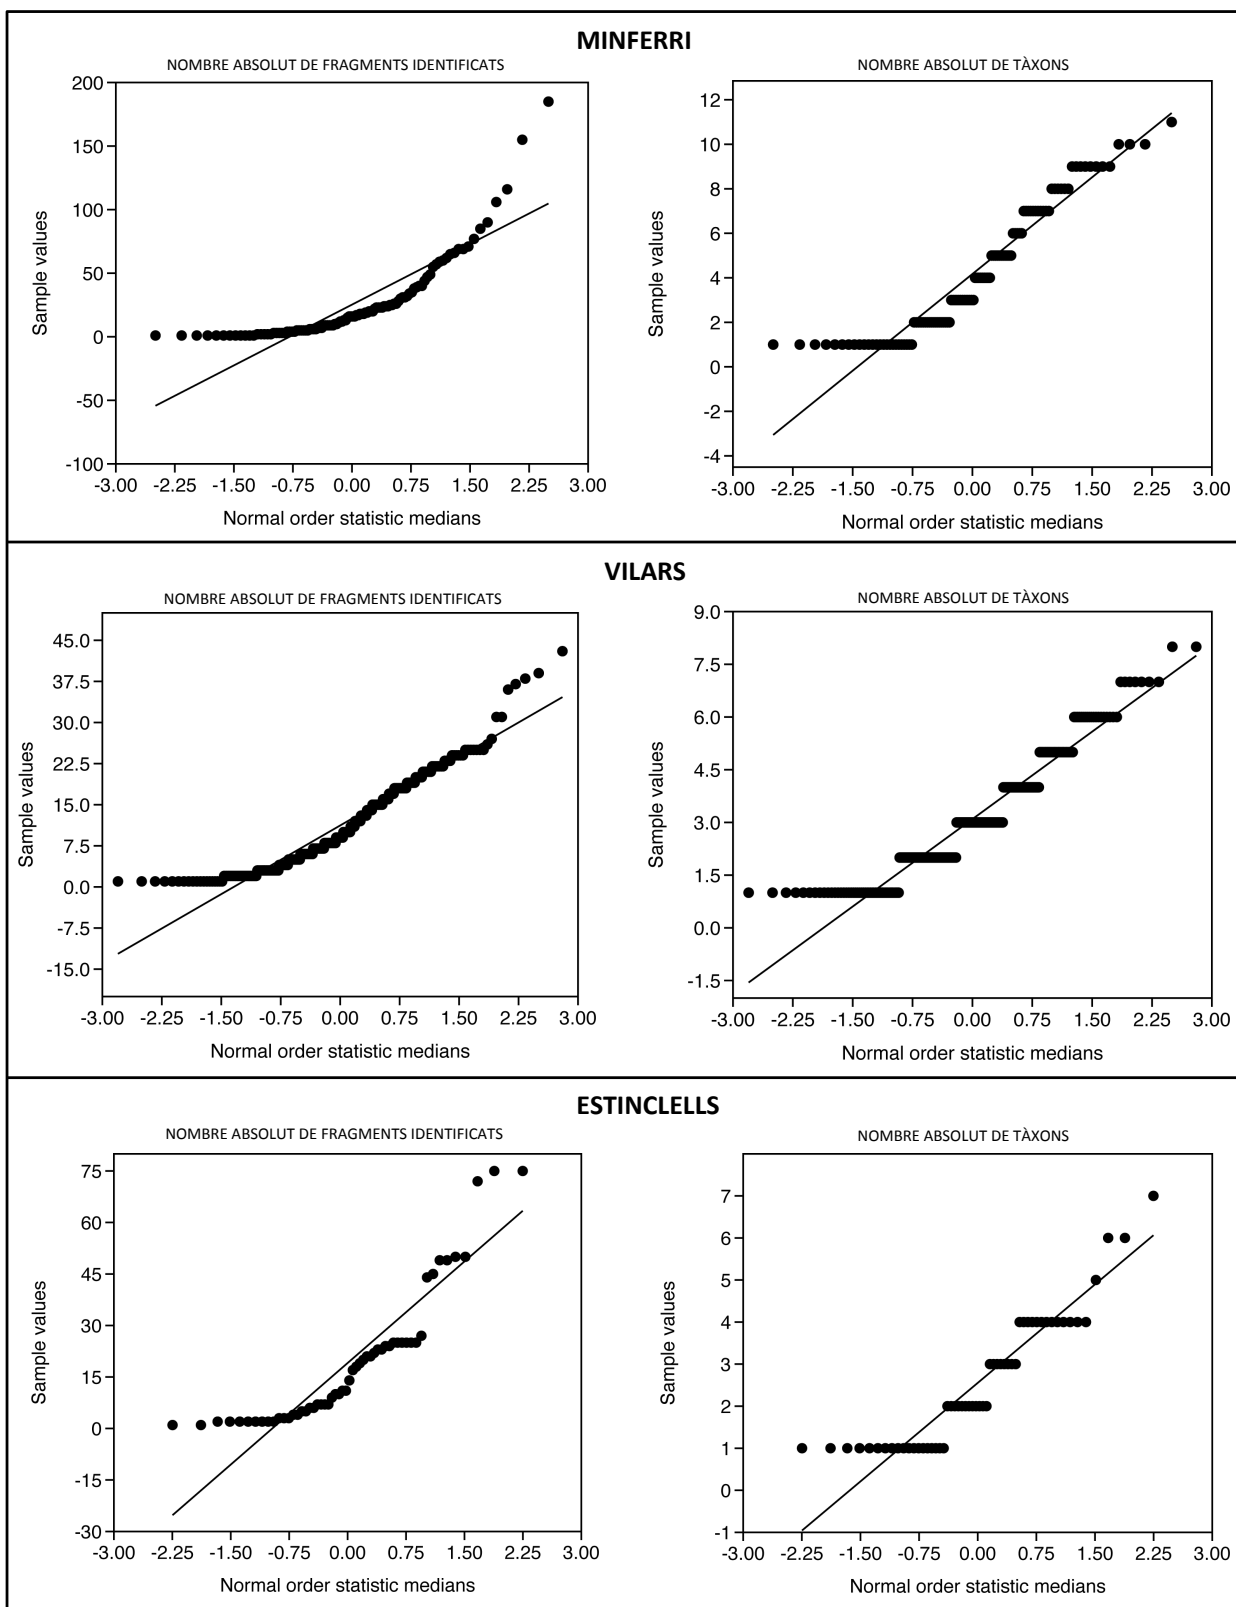 MINFERRI
NOMBRE ABSOLUT DE FRAGMENTS IDENTIFICATS
200
150
100
50
0
-50
-100
Sample values
-3.00 -2.25 -1.50 -0.75 0.00 0.75 1.50 2.25 3.00
Normal order statistic medians
NOMBRE ABSOLUT DE TÀXONS
12
10
8
6
4
2
0
-2
-4
Sample values
-3.00 -2.25 -1.50 -0.75 0.00 0.75 1.50 2.25 3.00
Normal order statistic medians
VILARS
NOMBRE ABSOLUT DE FRAGMENTS IDENTIFICATS
45.0
37.5
30.0
22.5
15.0
7.5
0.0
-7.5
-15.0
Sample values
-3.00 -2.25 -1.50 -0.75 0.00 0.75 1.50 2.25 3.00
Normal order statistic medians
NOMBRE ABSOLUT DE TÀXONS
9.0
7.5
6.0
4.5
3.0
1.5
0.0
-1.5
Sample values
-3.00 -2.25 -1.50 -0.75 0.00 0.75 1.50 2.25 3.00
Normal order statistic medians
ESTINCLELLS
NOMBRE ABSOLUT DE FRAGMENTS IDENTIFICATS
75
60
45
30
15
0
-15
-30
Sample values
-3.00 -2.25 -1.50 -0.75 0.00 0.75 1.50 2.25 3.00
Normal order statistic medians
NOMBRE ABSOLUT DE TÀXONS
7
6
5
4
3
2
1
0
-1
Sample values
-3.00 -2.25 -1.50 -0.75 0.00 0.75 1.50 2.25 3.00
Normal order statistic medians